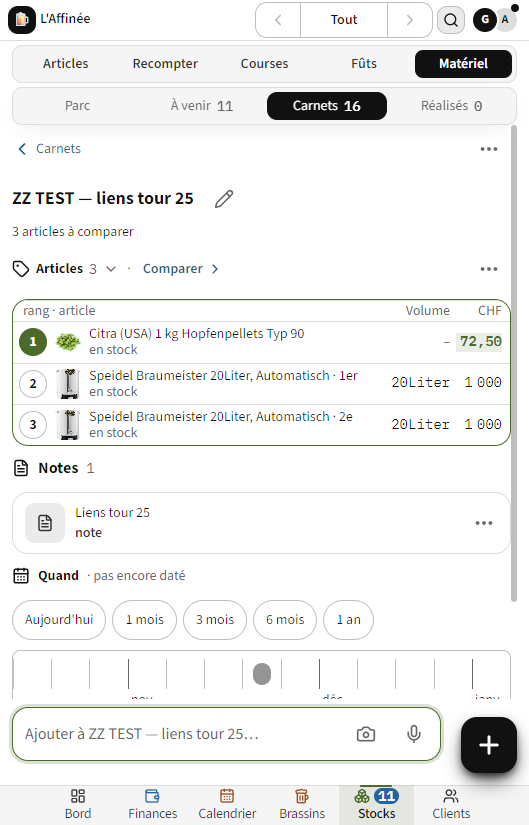 L'Affinée
Tout
G
A
Articles
Recompter
Courses
Fûts
Matériel
Parc
À venir 11
Carnets 16
Réalisés 0
Carnets
ZZ TEST — liens tour 25
3 articles à comparer
Articles 3 · Comparer
rang · article Volume CHF
1 Citra (USA) 1 kg Hopfenpellets Typ 90 – 72,50
en stock
2 Speidel Braumeister 20Liter, Automatisch · 1er 20Liter 1 000
en stock
3 Speidel Braumeister 20Liter, Automatisch · 2e 20Liter 1 000
en stock
Notes 1
Liens tour 25
note
Quand · pas encore daté
Aujourd'hui
1 mois
3 mois
6 mois
1 an
nov
déc
janv
Ajouter à ZZ TEST — liens tour 25…
Bord
Finances
Calendrier
Brassins
11
Stocks
Clients